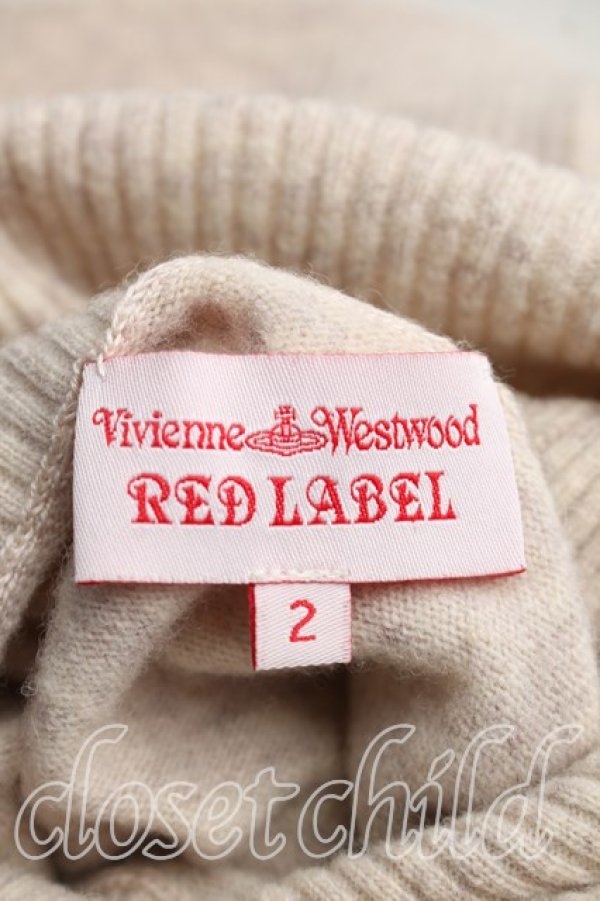 Vivienne Westwood
RED LABEL
2
closet child